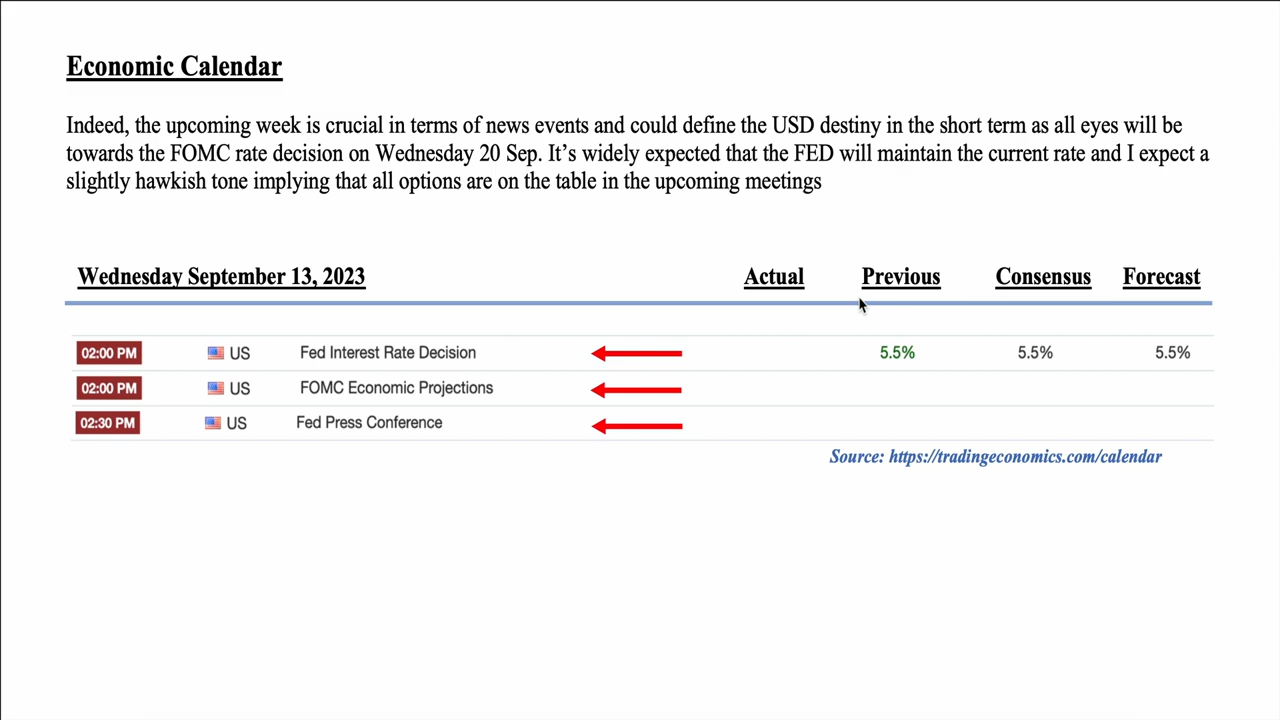 Economic Calendar
Indeed, the upcoming week is crucial in terms of news events and could define the USD destiny in the short term as all eyes will be
towards the FOMC rate decision on Wednesday 20 Sep. It’s widely expected that the FED will maintain the current rate and I expect a
slightly hawkish tone implying that all options are on the table in the upcoming meetings
Wednesday September 13, 2023 Actual Previous Consensus Forecast
02:00 PM US Fed Interest Rate Decision 5.5% 5.5% 5.5%
02:00 PM US FOMC Economic Projections
02:30 PM US Fed Press Conference
Source: https://tradingeconomics.com/calendar